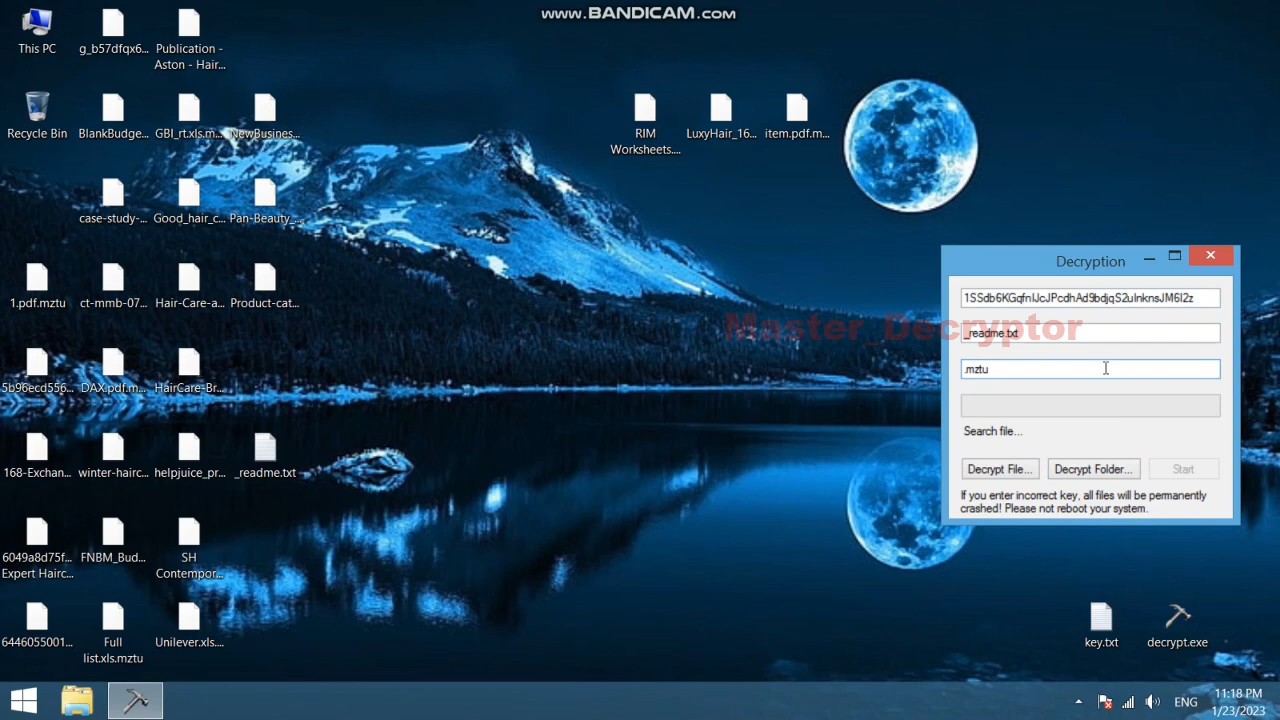 www.BANDICAM.com
This PC
g_b57dfqx6...
Publication -
Aston - Hair...
Recycle Bin
BlankBudge...
GBI_rt.xls.m...
NewBusines...
RIM
Worksheets....
LuxyHair_16...
item.pdf.m...
case-study-...
Good_hair_c...
Pan-Beauty_...
1.pdf.mztu
ct-mmb-07...
Hair-Care-a...
Product-cat...
5b96ecd556...
DAX.pdf.m...
HairCare-Br...
168-Exchan...
winter-hairc...
helpjuice_pr...
_readme.txt
6049a8d75f...
Expert Hairc...
FNBM_Bud...
SH
Contempor...
6446055001...
Full
list.xls.mztu
Unilever.xls....
Decryption
Master_Decryptor
_readme.txt
.mztu
Search file...
Decrypt File...
Decrypt Folder...
Start
If you enter incorrect key, all files will be permanently
crashed! Please not reboot your system.
key.txt
decrypt.exe
ENG
11:18 PM
1/23/2023